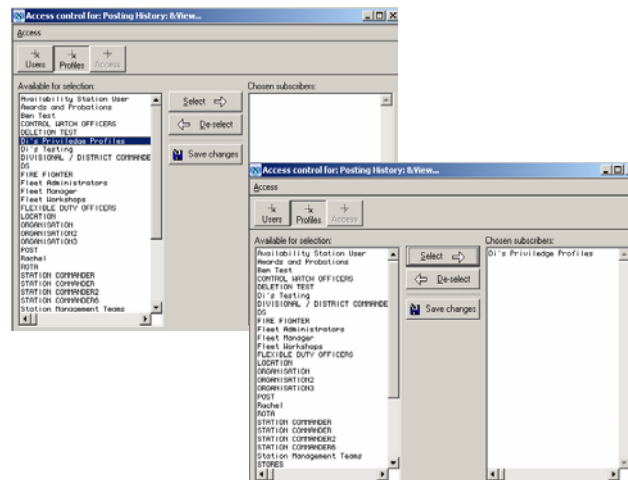 Access control for: Posting History: &View...
Access
Users Profiles Access
Available for selection:
Chosen subscribers:
Availability Station User
Awards and Probations
Ben Test
CONTROL WATCH OFFICERS
DELETION TEST
Di's Priviledge Profiles
Di's Testing
DIVISIONAL / DISTRICT COMMANDE
DS
FIRE FIGHTER
Fleet Administrators
Fleet Manager
Fleet Workshops
FLEXIBLE DUTY OFFICERS
LOCATION
ORGANISATION
ORGANISATION2
ORGANISATION3
POST
Rachel
ROTA
STATION COMMANDER
STATION COMMANDER
STATION COMMANDER2
STATION COMMANDER6
Station Management Teams
Select
De-select
Save changes
Access control for: Posting History: &View...
Access
Users Profiles Access
Available for selection:
Chosen subscribers:
Availability Station User
Awards and Probations
Ben Test
CONTROL WATCH OFFICERS
DELETION TEST
Di's Testing
DIVISIONAL / DISTRICT COMMANDE
DS
FIRE FIGHTER
Fleet Administrators
Fleet Manager
Fleet Workshops
FLEXIBLE DUTY OFFICERS
LOCATION
ORGANISATION
ORGANISATION2
ORGANISATION3
POST
Rachel
ROTA
STATION COMMANDER
STATION COMMANDER
STATION COMMANDER2
STATION COMMANDER6
Station Management Teams
STORES
Select
De-select
Save changes
Di's Priviledge Profiles